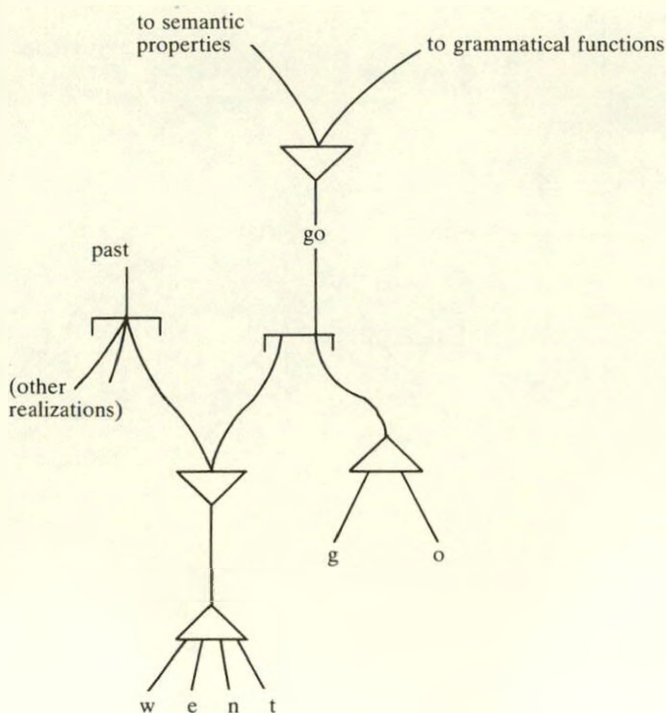 to semantic
properties
to grammatical functions
go
past
(other
realizations)
g o
w e n t